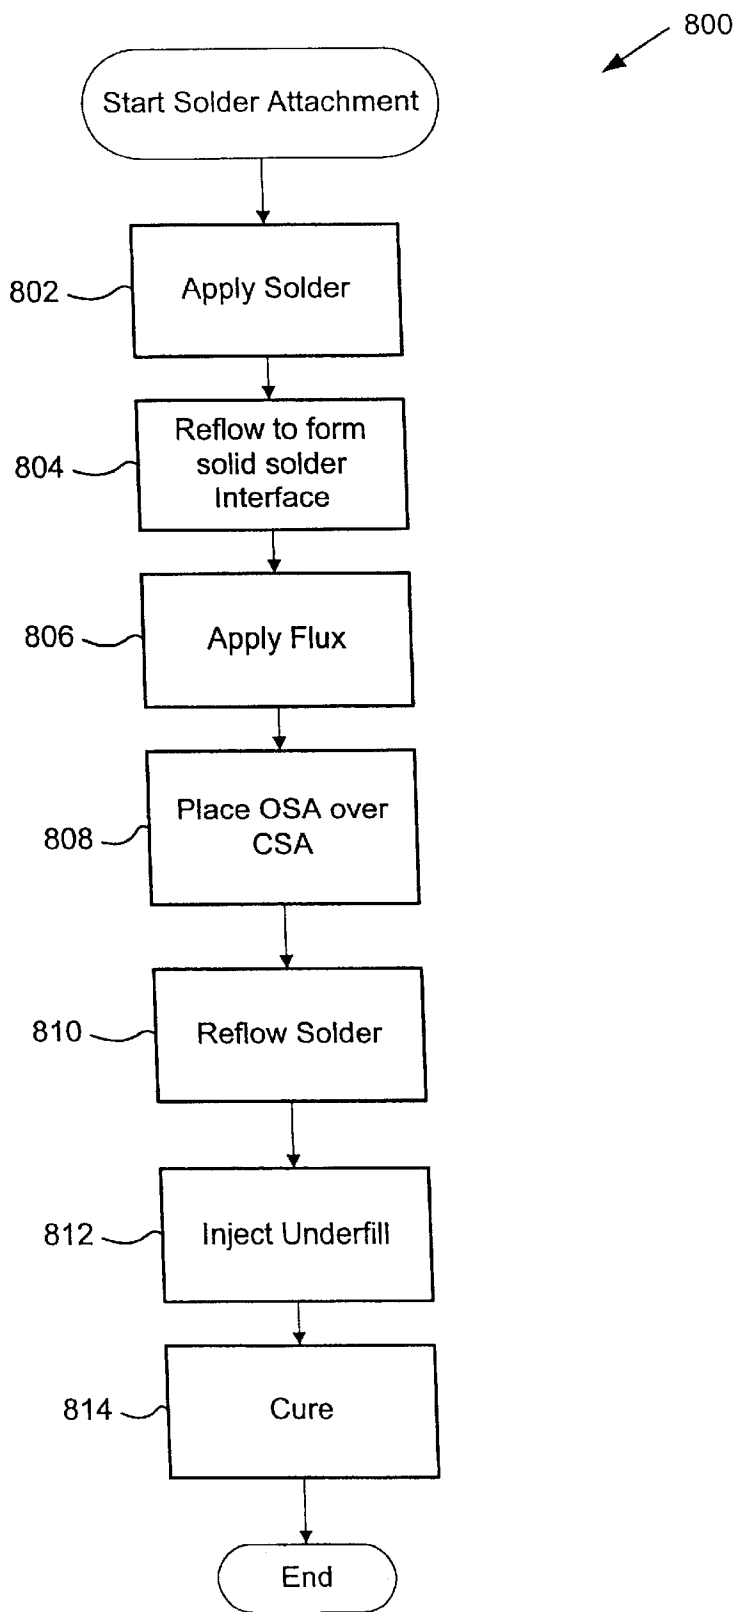 800
Start Solder Attachment
802
Apply Solder
804
Reflow to form
solid solder
Interface
806
Apply Flux
808
Place OSA over
CSA
810
Reflow Solder
812
Inject Underfill
814
Cure
End